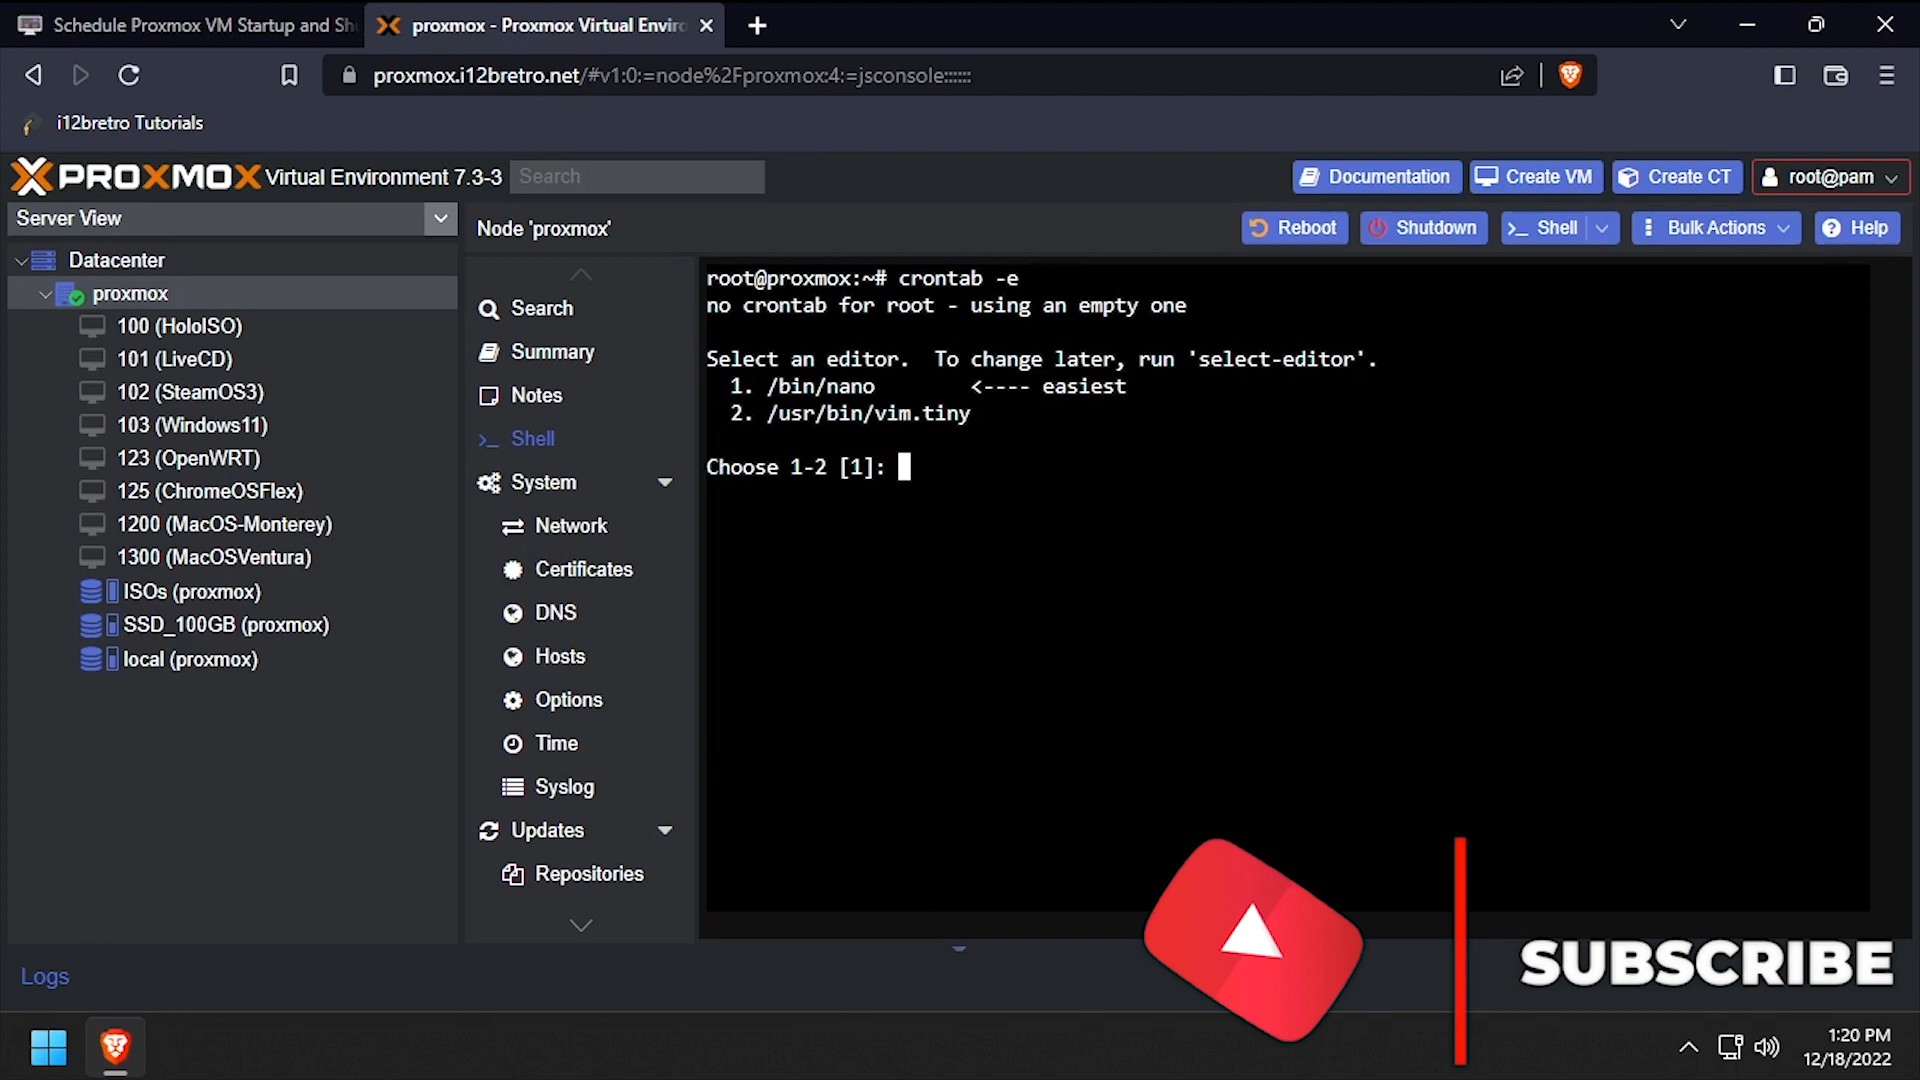 Schedule Proxmox VM Startup and Sh
proxmox - Proxmox Virtual Enviro
proxmox.i12bretro.net/#v1:0:=node%2Fproxmox:4:=jsconsole::::::
i12bretro Tutorials
PROXMOX Virtual Environment 7.3-3 Search
Documentation Create VM Create CT root@pam
Server View
Node 'proxmox'
Reboot Shutdown Shell Bulk Actions Help
Datacenter
proxmox
100 (HoloISO)
101 (LiveCD)
102 (SteamOS3)
103 (Windows11)
123 (OpenWRT)
125 (ChromeOSFlex)
1200 (MacOS-Monterey)
1300 (MacOSVentura)
ISOs (proxmox)
SSD_100GB (proxmox)
local (proxmox)
Search
Summary
Notes
Shell
System
Network
Certificates
DNS
Hosts
Options
Time
Syslog
Updates
Repositories
root@proxmox:~# crontab -e
no crontab for root - using an empty one
Select an editor.  To change later, run 'select-editor'.
1. /bin/nano        <---- easiest
2. /usr/bin/vim.tiny
Choose 1-2 [1]:
Logs
SUBSCRIBE
1:20 PM
12/18/2022